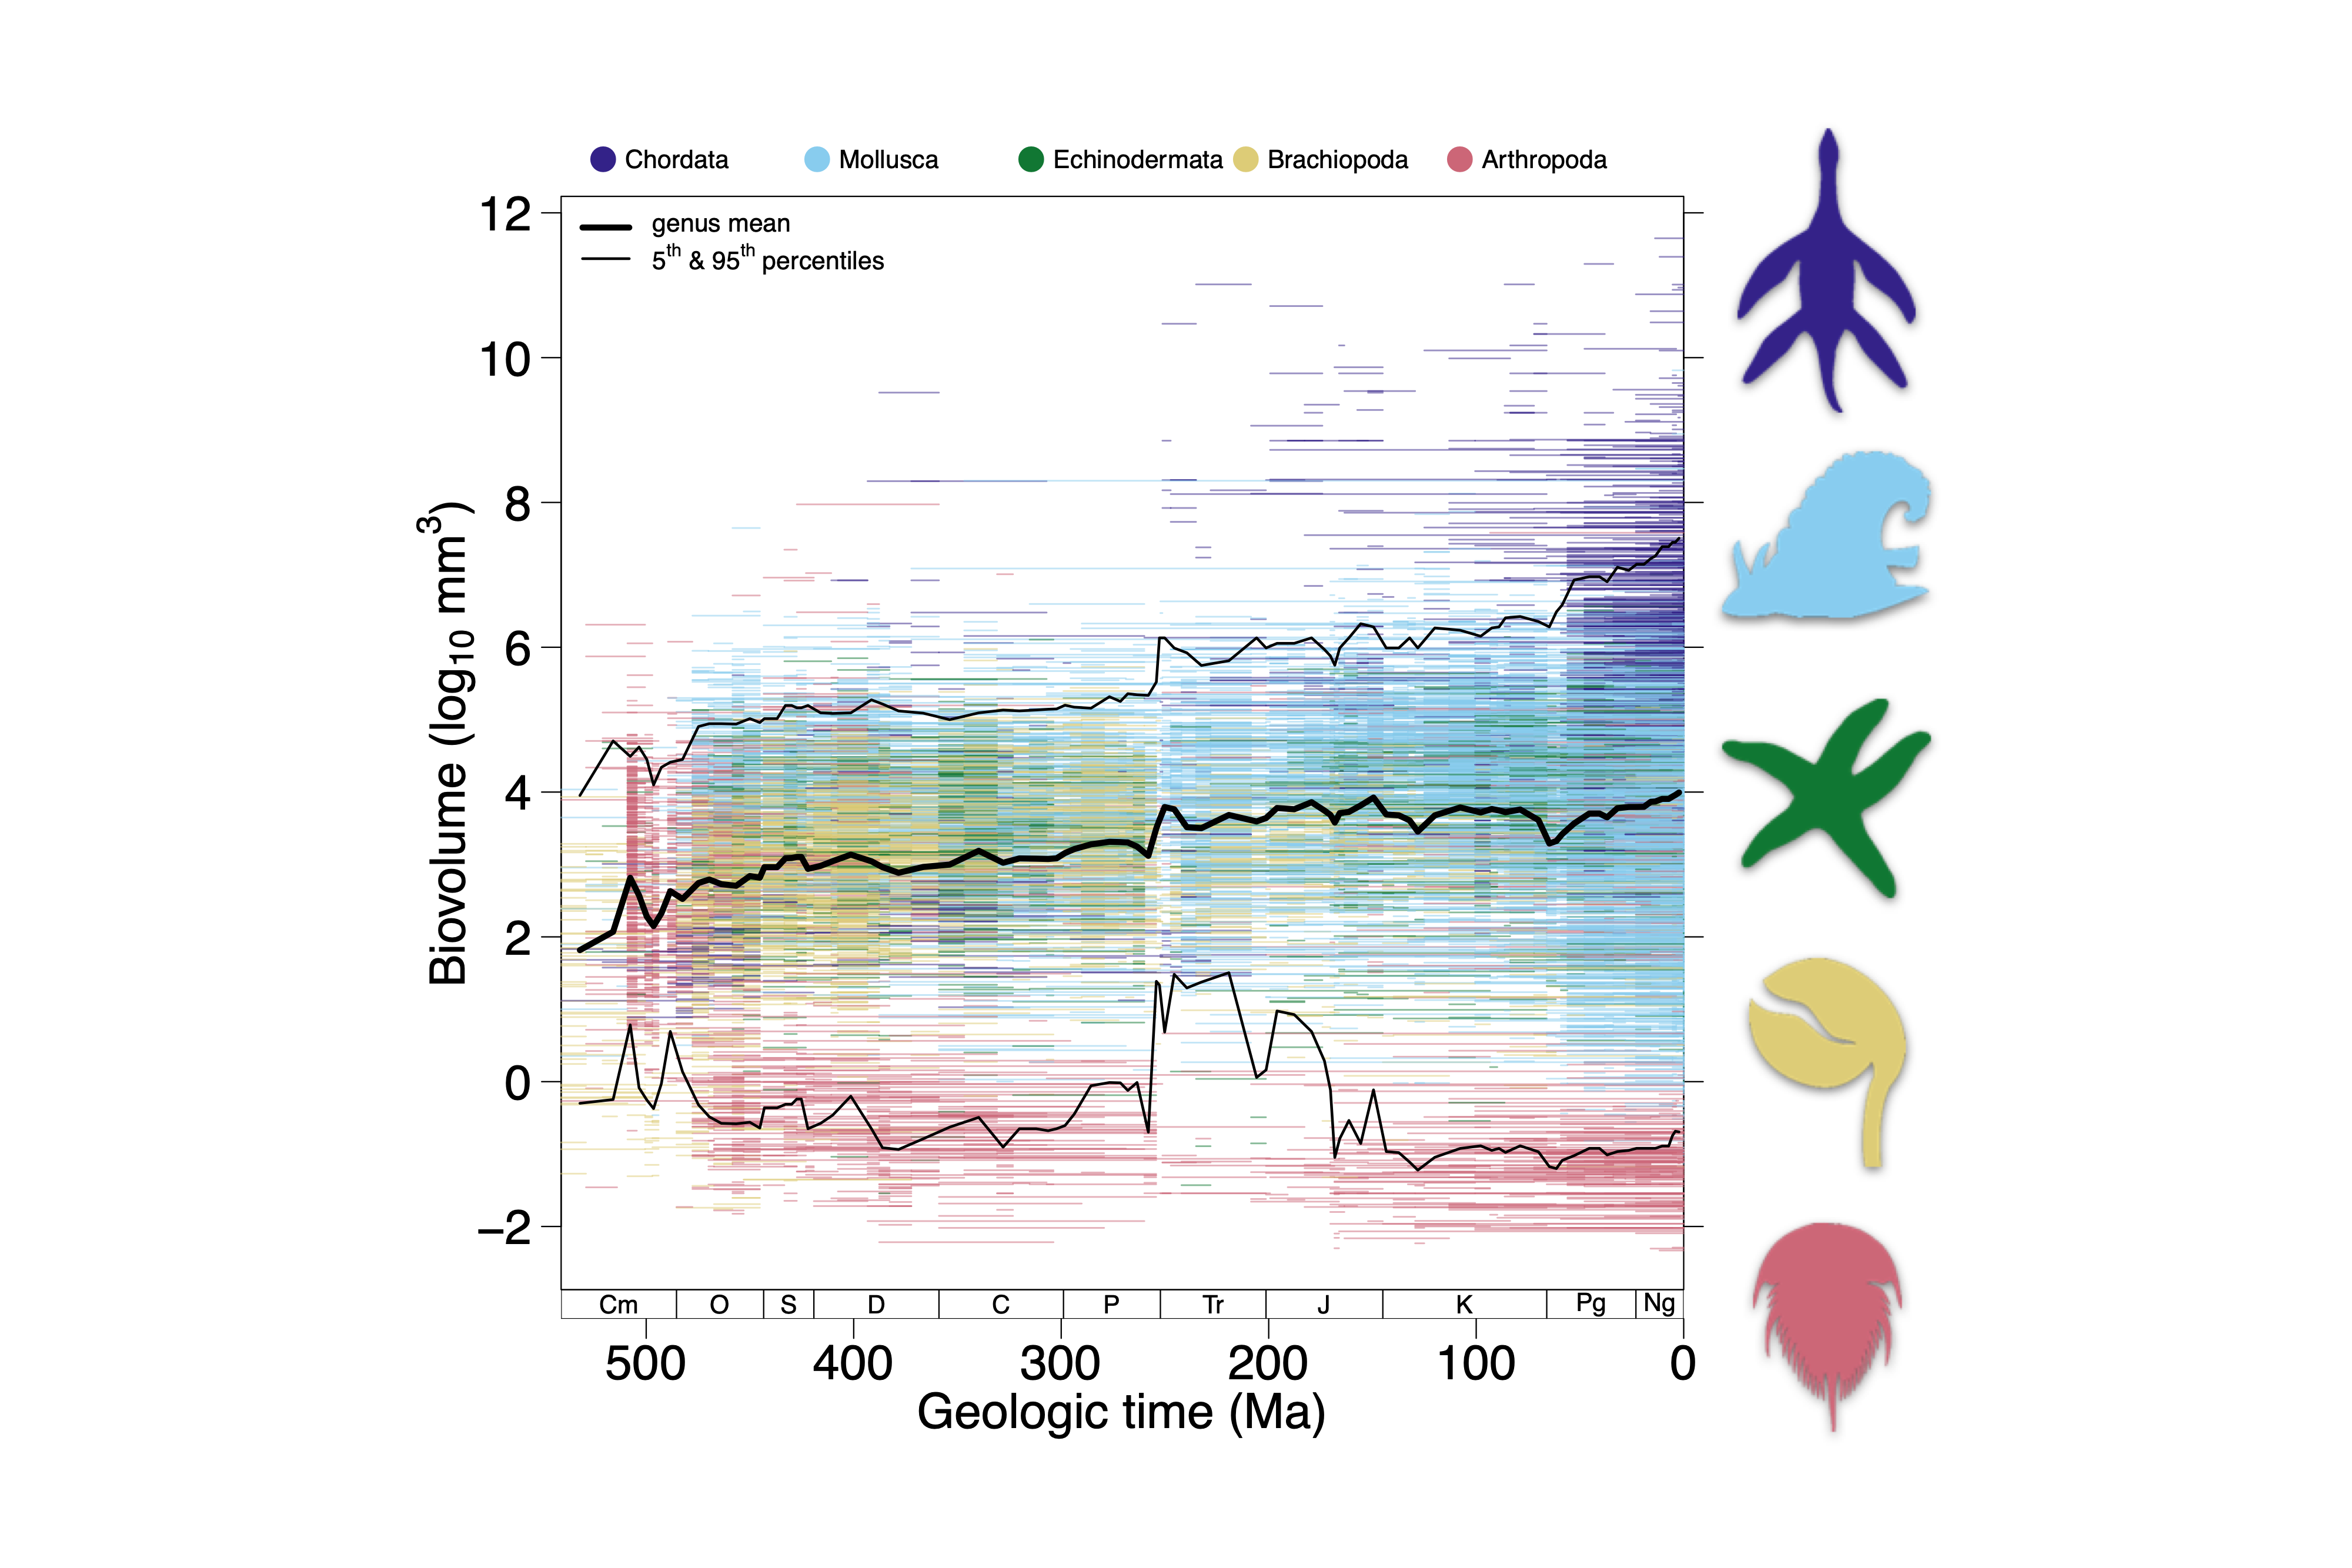 Chordata Mollusca Echinodermata Brachiopoda Arthropoda
genus mean
5th & 95th percentiles
12
10
8
6
4
2
0
−2
Biovolume (log10 mm3)
Cm O S D C P Tr J K Pg Ng
500 400 300 200 100 0
Geologic time (Ma)